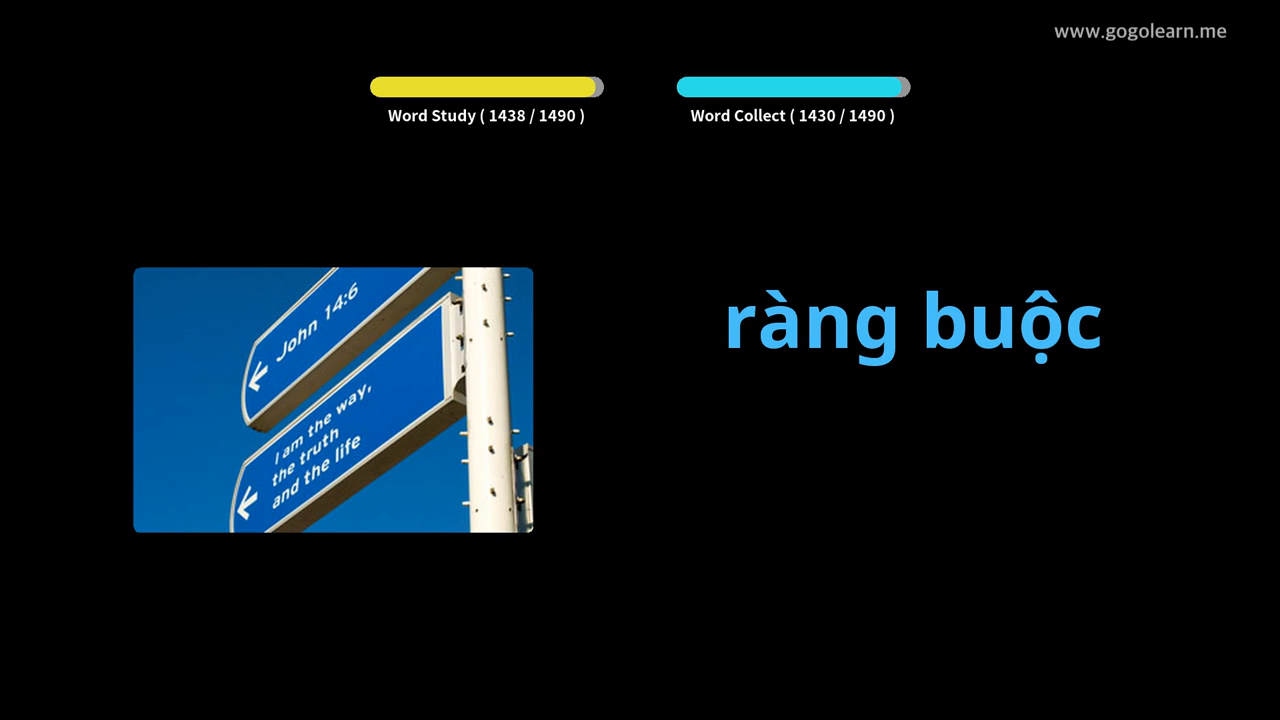 www.gogolearn.me
Word Study ( 1438 / 1490 )
Word Collect ( 1430 / 1490 )
John 14:6
I am the way,
the truth
and the life
ràng buộc